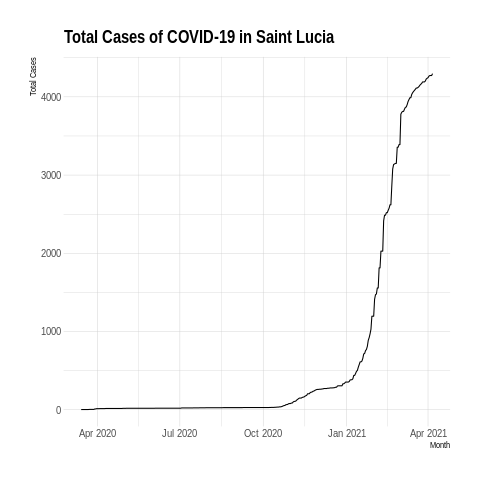 Total Cases of COVID-19 in Saint Lucia
Total Cases
4000
3000
2000
1000
0
Apr 2020
Jul 2020
Oct 2020
Jan 2021
Apr 2021
Month